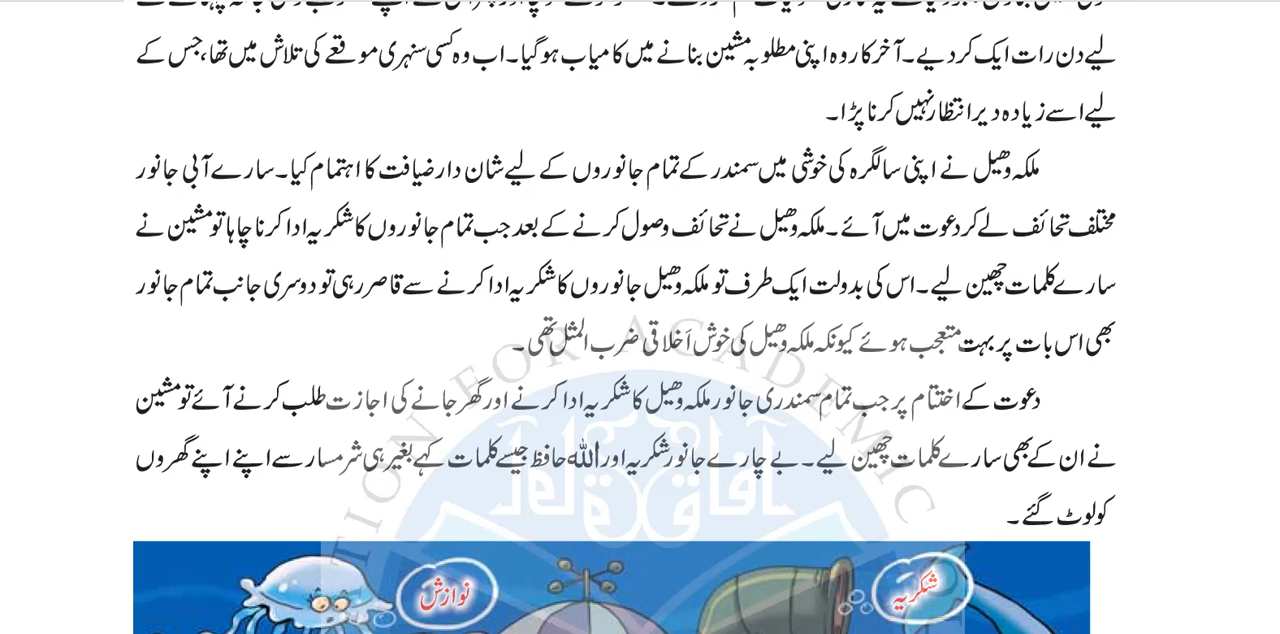 لیے دن رات ایک کر دیے۔ آخر کار وہ اپنی مطلوبہ مشین بنانے میں کامیاب ہو گیا۔ اب وہ کسی سنہری موقعے کی تلاش میں تھا، جس کے
لیے اسے زیادہ دیر انتظار نہیں کرنا پڑا۔
ملکہ وھیل نے اپنی سالگرہ کی خوشی میں سمندر کے تمام جانوروں کے لیے شان دار ضیافت کا اہتمام کیا۔ سارے آبی جانور
مختلف تحائف لے کر دعوت میں آئے۔ ملکہ وھیل نے تحائف وصول کرنے کے بعد جب تمام جانوروں کا شکریہ ادا کرنا چاہا تو مشین نے
سارے کلمات چھین لیے۔ اس کی بدولت ایک طرف تو ملکہ وھیل جانوروں کا شکریہ ادا کرنے سے قاصر رہی تو دوسری جانب تمام جانور
بھی اس بات پر بہت متعجب ہوئے کیونکہ ملکہ وھیل کی خوش اَخلاقی ضرب المثل تھی۔
دعوت کے اختتام پر جب تمام سمندری جانور ملکہ وھیل کا شکریہ ادا کرنے اور گھر جانے کی اجازت طلب کرنے آئے تو مشین
نے ان کے بھی سارے کلمات چھین لیے۔ بے چارے جانور شکریہ اور اللہ حافظ جیسے کلمات کہے بغیر ہی شرمسار سے اپنے اپنے گھروں
کو لوٹ گئے۔
TION FOR ACADEMIC
آفاق
شکریہ
نوازش